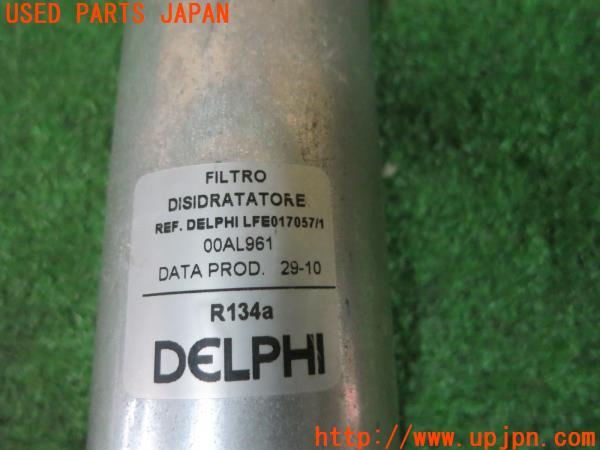 USED PARTS JAPAN
FILTRO
DISIDRATATORE
REF. DELPHI LFE017057/1
00AL961
DATA PROD. 29-10
R134a
DELPHI
http://www.upjpn.com/